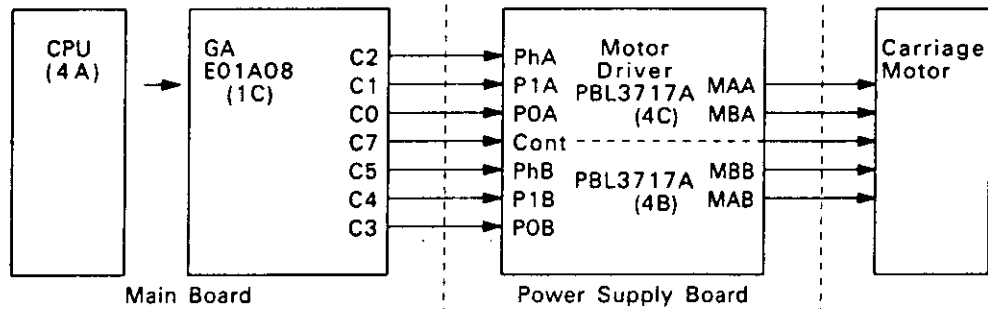 CPU
(4A)
GA
E01A08
(1C)
C2
C1
C0
C7
C5
C4
C3
PhA
P1A
P0A
Cont
PhB
P1B
P0B
Motor
Driver
PBL3717A
(4C)
PBL3717A
(4B)
MAA
MBA
MBB
MAB
Carriage
Motor
Main Board
Power Supply Board